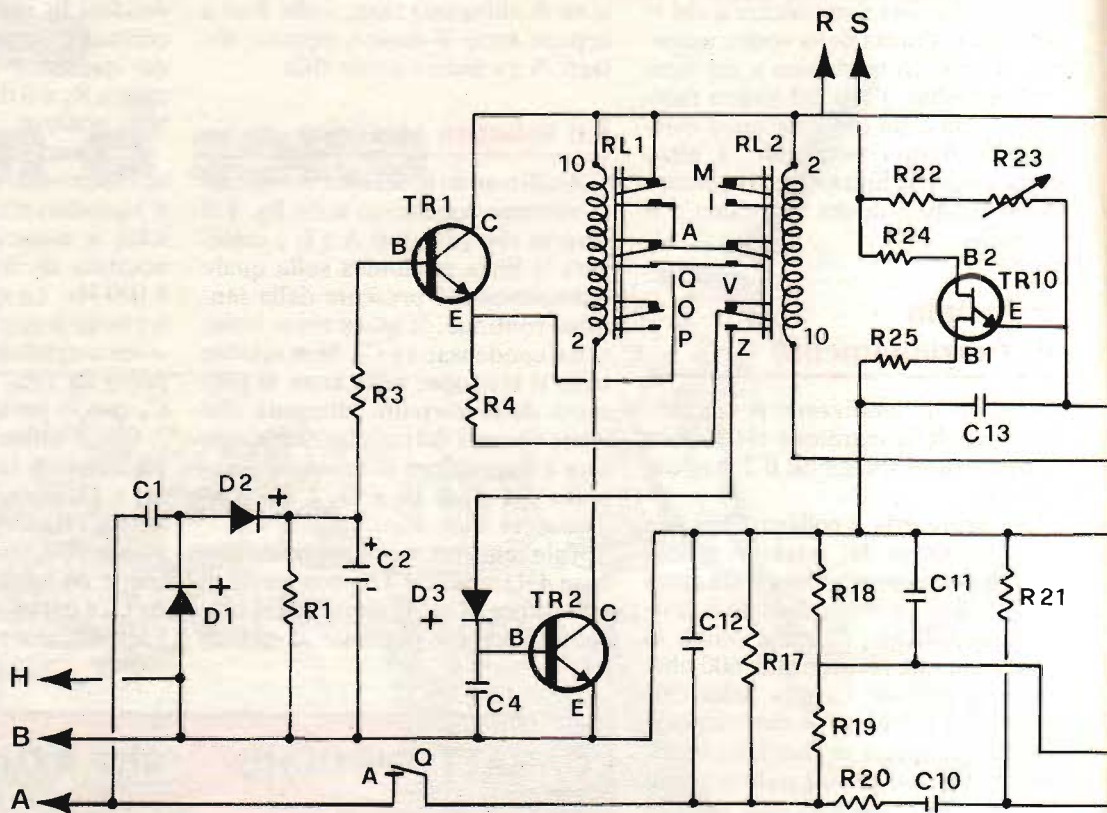 R S
RL1 RL2
10 2
M
I
A
Q
O V
P Z
2 10
TR1
B C
E
R3
R4
R22 R23
R24 B2
TR10
E
R25 B1
C13
C1 D2 +
+
D1 R1
+
C2
-
D3
+
TR2
B C
E
C4
C12 R17
R18 C11 R21
R19
R20 C10
H
B
A A Q